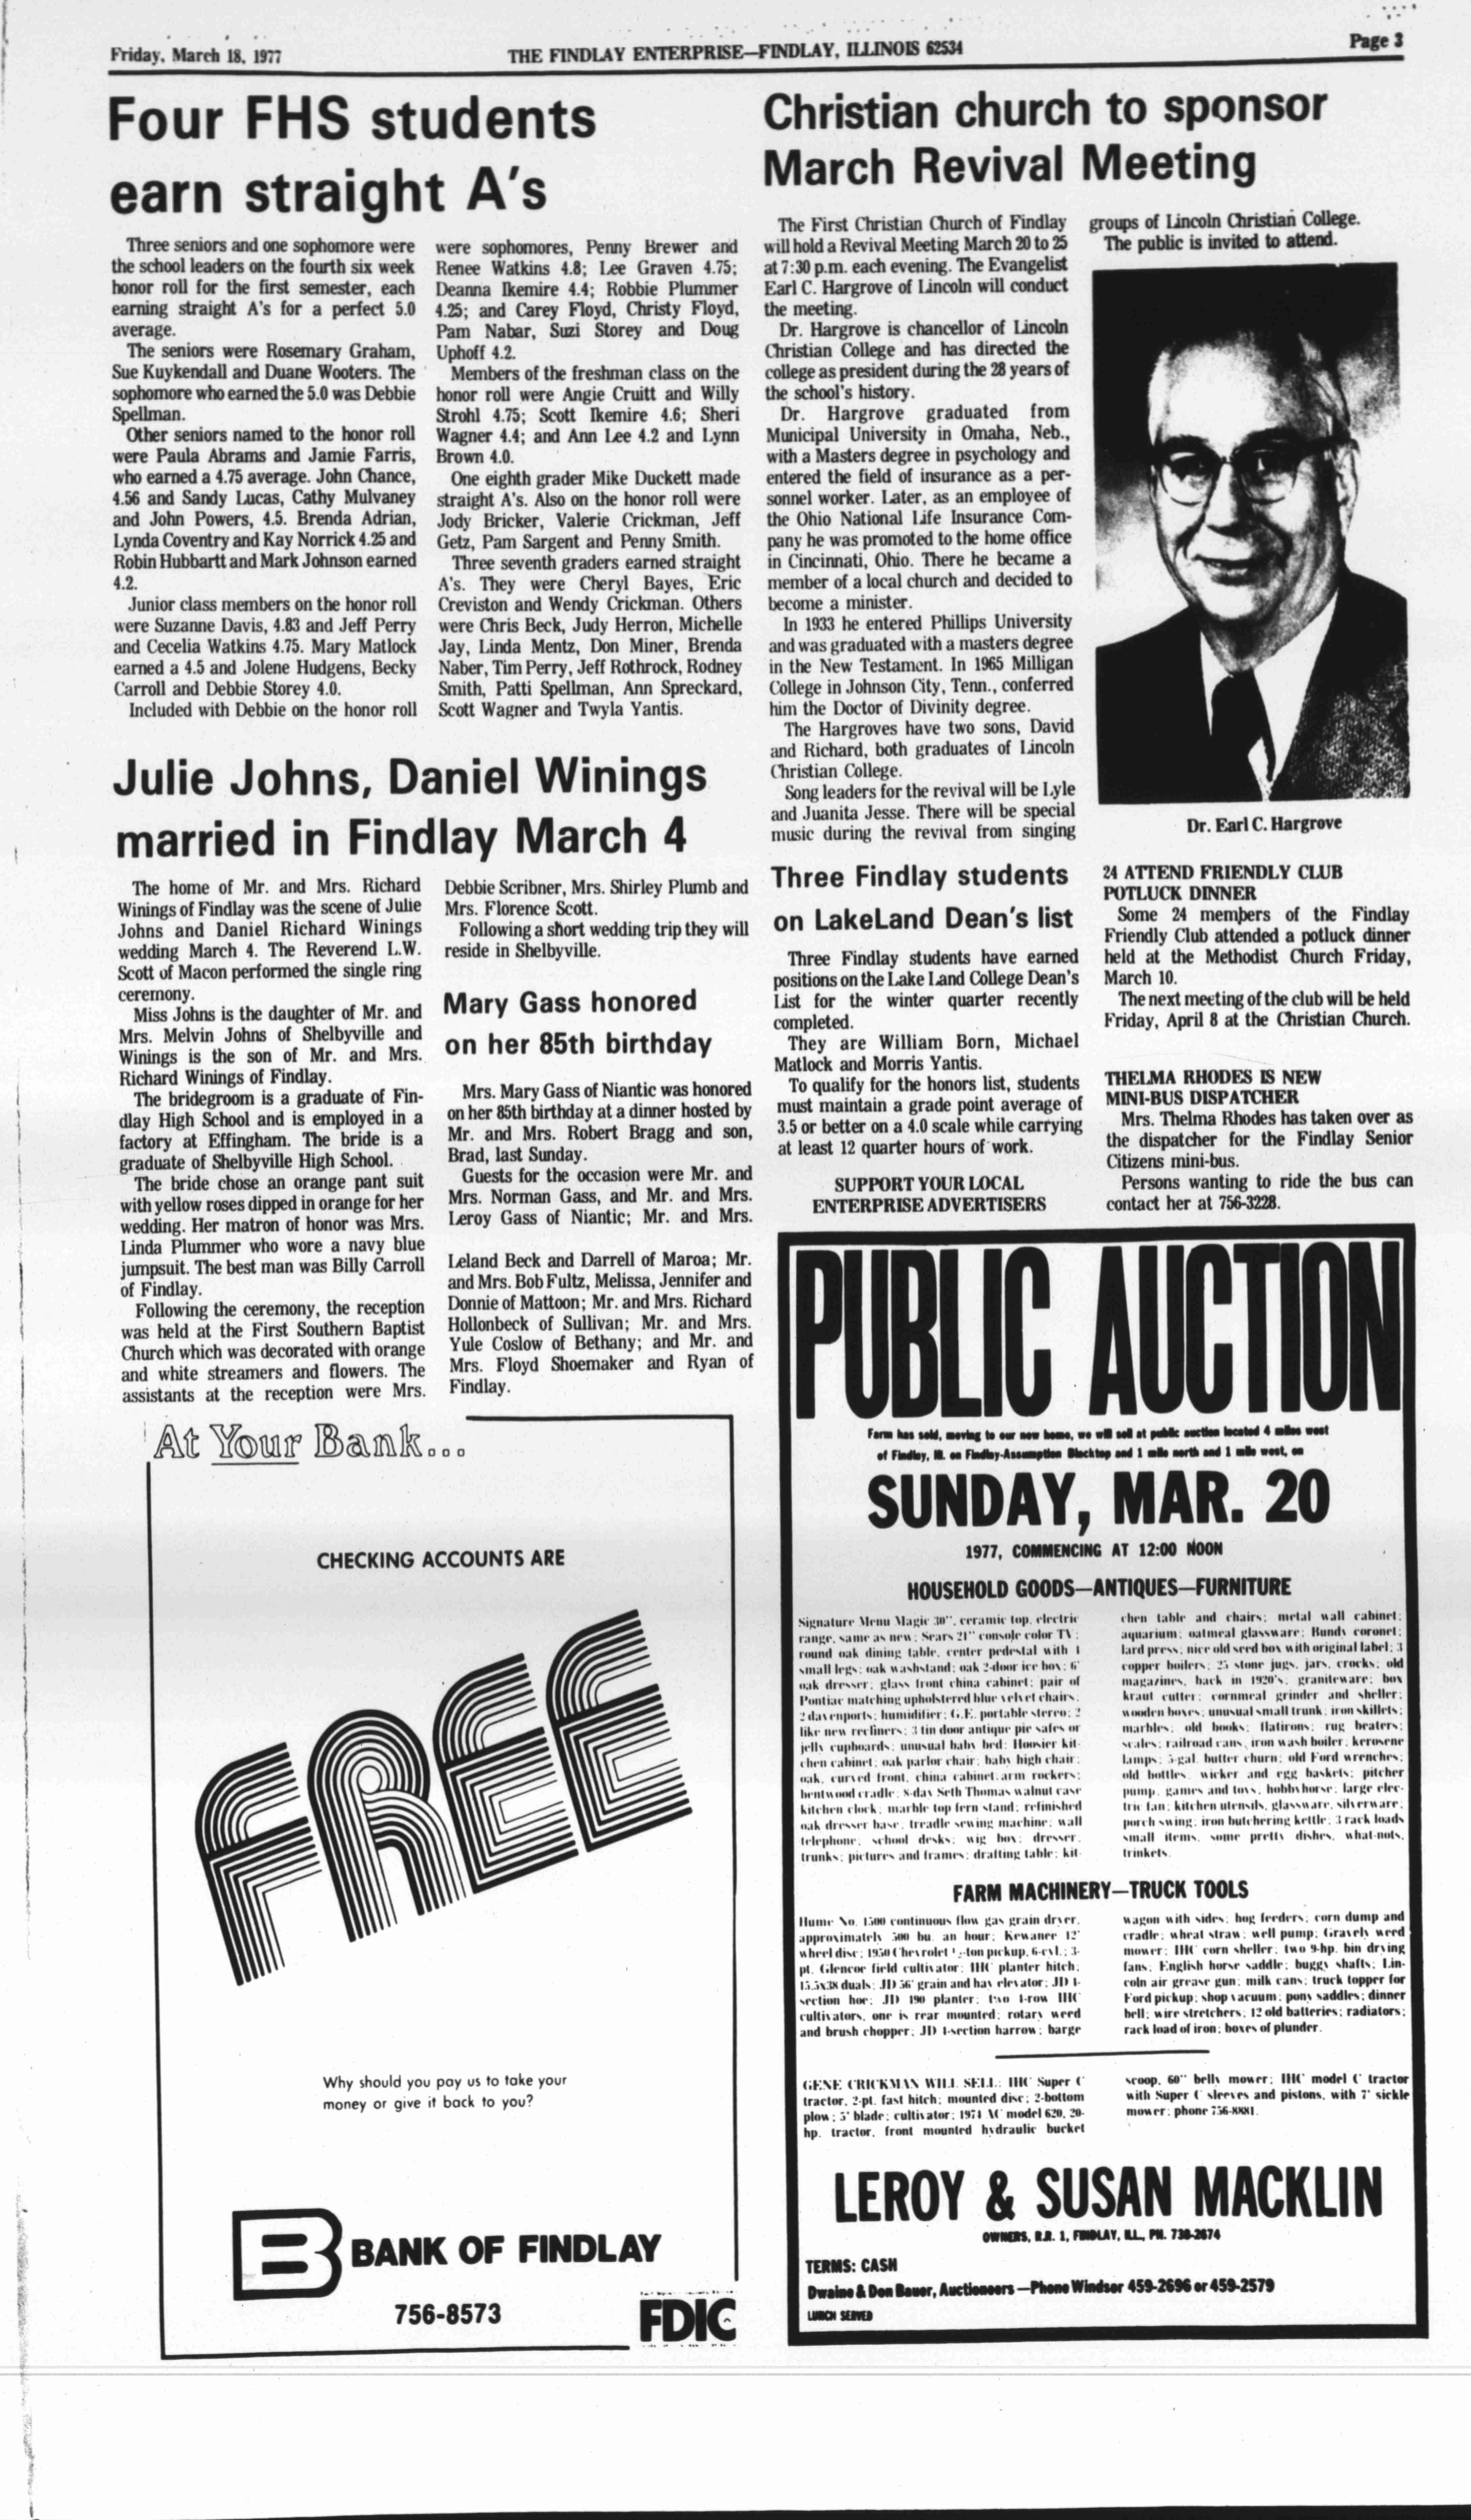 Friday, March 18, 1977
THE FINDLAY ENTERPRISE—FINDLAY, ILLINOIS 62534
Page 3
Four FHS students
earn straight A's
Three seniors and one sophomore were
the school leaders on the fourth six week
honor roll for the first semester, each
earning straight A's for a perfect 5.0
average.
The seniors were Rosemary Graham,
Sue Kuykendall and Duane Wooters. The
sophomore who earned the 5.0 was Debbie
Spellman.
Other seniors named to the honor roll
were Paula Abrams and Jamie Farris,
who earned a 4.75 average. John Chance,
4.56 and Sandy Lucas, Cathy Mulvaney
and John Powers, 4.5. Brenda Adrian,
Lynda Coventry and Kay Norrick 4.25 and
Robin Hubbartt and Mark Johnson earned
4.2.
Junior class members on the honor roll
were Suzanne Davis, 4.83 and Jeff Perry
and Cecelia Watkins 4.75. Mary Matlock
earned a 4.5 and Jolene Hudgens, Becky
Carroll and Debbie Storey 4.0.
Included with Debbie on the honor roll
were sophomores, Penny Brewer and
Renee Watkins 4.8; Lee Graven 4.75;
Deanna Ikemire 4.4; Robbie Plummer
4.25; and Carey Floyd, Christy Floyd,
Pam Nabar, Suzi Storey and Doug
Uphoff 4.2.
Members of the freshman class on the
honor roll were Angie Cruitt and Willy
Strohl 4.75; Scott Ikemire 4.6; Sheri
Wagner 4.4; and Ann Lee 4.2 and Lynn
Brown 4.0.
One eighth grader Mike Duckett made
straight A's. Also on the honor roll were
Jody Bricker, Valerie Crickman, Jeff
Getz, Pam Sargent and Penny Smith.
Three seventh graders earned straight
A's. They were Cheryl Bayes, Eric
Creviston and Wendy Crickman. Others
were Chris Beck, Judy Herron, Michelle
Jay, Linda Mentz, Don Miner, Brenda
Naber, Tim Perry, Jeff Rothrock, Rodney
Smith, Patti Spellman, Ann Spreckard,
Scott Wagner and Twyla Yantis.
Christian church to sponsor
March Revival Meeting
The First Christian Church of Findlay
will hold a Revival Meeting March 20 to 25
at 7:30 p.m. each evening. The Evangelist
Earl C. Hargrove of Lincoln will conduct
the meeting.
Dr. Hargrove is chancellor of Lincoln
Christian College and has directed the
college as president during the 28 years of
the school's history.
Dr. Hargrove graduated from
Municipal University in Omaha, Neb.,
with a Masters degree in psychology and
entered the field of insurance as a per-
sonnel worker. Later, as an employee of
the Ohio National Life Insurance Com-
pany he was promoted to the home office
in Cincinnati, Ohio. There he became a
member of a local church and decided to
become a minister.
In 1933 he entered Phillips University
and was graduated with a masters degree
in the New Testament. In 1965 Milligan
College in Johnson City, Tenn., conferred
him the Doctor of Divinity degree.
The Hargroves have two sons, David
and Richard, both graduates of Lincoln
Christian College.
Song leaders for the revival will be Lyle
and Juanita Jesse. There will be special
music during the revival from singing
groups of Lincoln Christian College.
The public is invited to attend.
Dr. Earl C. Hargrove
Julie Johns, Daniel Winings
married in Findlay March 4
The home of Mr. and Mrs. Richard
Winings of Findlay was the scene of Julie
Johns and Daniel Richard Winings
wedding March 4. The Reverend L.W.
Scott of Macon performed the single ring
ceremony.
Miss Johns is the daughter of Mr. and
Mrs. Melvin Johns of Shelbyville and
Winings is the son of Mr. and Mrs.
Richard Winings of Findlay.
The bridegroom is a graduate of Fin-
dlay High School and is employed in a
factory at Effingham. The bride is a
graduate of Shelbyville High School.
The bride chose an orange pant suit
with yellow roses dipped in orange for her
wedding. Her matron of honor was Mrs.
Linda Plummer who wore a navy blue
jumpsuit. The best man was Billy Carroll
of Findlay.
Following the ceremony, the reception
was held at the First Southern Baptist
Church which was decorated with orange
and white streamers and flowers. The
assistants at the reception were Mrs.
Debbie Scribner, Mrs. Shirley Plumb and
Mrs. Florence Scott.
Following a short wedding trip they will
reside in Shelbyville.
Mary Gass honored
on her 85th birthday
Mrs. Mary Gass of Niantic was honored
on her 85th birthday at a dinner hosted by
Mr. and Mrs. Robert Bragg and son,
Brad, last Sunday.
Guests for the occasion were Mr. and
Mrs. Norman Gass, and Mr. and Mrs.
Leroy Gass of Niantic; Mr. and Mrs.
Leland Beck and Darrell of Maroa; Mr.
and Mrs. Bob Fultz, Melissa, Jennifer and
Donnie of Mattoon; Mr. and Mrs. Richard
Hollonbeck of Sullivan; Mr. and Mrs.
Yule Coslow of Bethany; and Mr. and
Mrs. Floyd Shoemaker and Ryan of
Findlay.
Three Findlay students
on LakeLand Dean's list
Three Findlay students have earned
positions on the Lake Land College Dean's
List for the winter quarter recently
completed.
They are William Born, Michael
Matlock and Morris Yantis.
To qualify for the honors list, students
must maintain a grade point average of
3.5 or better on a 4.0 scale while carrying
at least 12 quarter hours of work.
SUPPORT YOUR LOCAL
ENTERPRISE ADVERTISERS
24 ATTEND FRIENDLY CLUB
POTLUCK DINNER
Some 24 members of the Findlay
Friendly Club attended a potluck dinner
held at the Methodist Church Friday,
March 10.
The next meeting of the club will be held
Friday, April 8 at the Christian Church.
THELMA RHODES IS NEW
MINI-BUS DISPATCHER
Mrs. Thelma Rhodes has taken over as
the dispatcher for the Findlay Senior
Citizens mini-bus.
Persons wanting to ride the bus can
contact her at 756-3228.
At Your Bank...
CHECKING ACCOUNTS ARE
FREE
Why should you pay us to take your
money or give it back to you?
B BANK OF FINDLAY
756-8573
FDIC
PUBLIC AUCTION
Farm has sold, moving to our new home, we will sell at public auction located 4 miles west
of Findlay, Ill. on Findlay-Assumption Blacktop and 1 mile north and 1 mile west, on
SUNDAY, MAR. 20
1977, COMMENCING AT 12:00 NOON
HOUSEHOLD GOODS—ANTIQUES—FURNITURE
Signature Menu Magic 30", ceramic top, electric
range, same as new; Sears 21" console color TV;
round oak dining table, center pedestal with 4
small legs; oak washstand; oak 2-door ice box; 6'
oak dresser; glass front china cabinet; pair of
Pontiac matching upholstered blue velvet chairs;
2 davenports; humidifier; G.E. portable stereo; 2
like new recliners; 3 tin door antique pie safes or
jelly cupboards; unusual baby bed; Hoosier kit-
chen cabinet; oak parlor chair; baby high chair;
oak, curved front, china cabinet; arm rockers;
bentwood cradle; 8-day Seth Thomas walnut case
kitchen clock; marble top fern stand; refinished
oak dresser base; treadle sewing machine; wall
telephone; school desks; wig box; dresser;
trunks; pictures and frames; drafting table; kit-
chen table and chairs; metal wall cabinet;
aquarium; oatmeal glassware; Bundy coronet;
lard press; nice old seed box with original label; 3
copper boilers; 25 stone jugs, jars, crocks; old
magazines, back in 1920's; graniteware; box
kraut cutter; cornmeal grinder and sheller;
wooden boxes; unusual small trunk; iron skillets;
marbles; old books; flatirons; rug beaters;
scales; railroad cans; iron wash boiler; kerosene
lamps; 5-gal. butter churn; old Ford wrenches;
old bottles; wicker and egg baskets; pitcher
pump; games and toys; hobbyhorse; large elec-
tric fan; kitchen utensils, glassware, silverware;
porch swing; iron butchering kettle; 3 rack loads
small items, some pretty dishes, what-nots,
trinkets.
FARM MACHINERY—TRUCK TOOLS
Hume No. 1500 continuous flow gas grain dryer,
approximately 500 bu. an hour; Kewanee 12'
wheel disc; 1950 Chevrolet ½-ton pickup, 6-cyl.; 3-
pt. Glencoe field cultivator; IHC planter hitch;
15.5x38 duals; JD 56' grain and hay elevator; JD 4-
section hoe; JD 490 planter; two 4-row IHC
cultivators, one is rear mounted; rotary weed
and brush chopper; JD 4-section harrow; barge
wagon with sides; hog feeders; corn dump and
cradle; wheat straw; well pump; Gravely weed
mower; IHC corn sheller; two 9-hp. bin drying
fans; English horse saddle; buggy shafts; Lin-
coln air grease gun; milk cans; truck topper for
Ford pickup; shop vacuum; pony saddles; dinner
bell; wire stretchers; 12 old batteries; radiators;
rack load of iron; boxes of plunder.
GENE CRICKMAN WILL SELL: IHC Super C
tractor, 2-pt. fast hitch; mounted disc; 2-bottom
plow; 5' blade; cultivator; 1974 AC model 620, 20-
hp. tractor, front mounted hydraulic bucket
scoop, 60" belly mower; IHC model C tractor
with Super C sleeves and pistons, with 7' sickle
mower; phone 756-8881.
LEROY & SUSAN MACKLIN
OWNERS, R.R. 1, FINDLAY, ILL., PH. 738-2674
TERMS: CASH
Dwaine & Don Bauer, Auctioneers—Phone Windsor 459-2696 or 459-2579
LUNCH SERVED